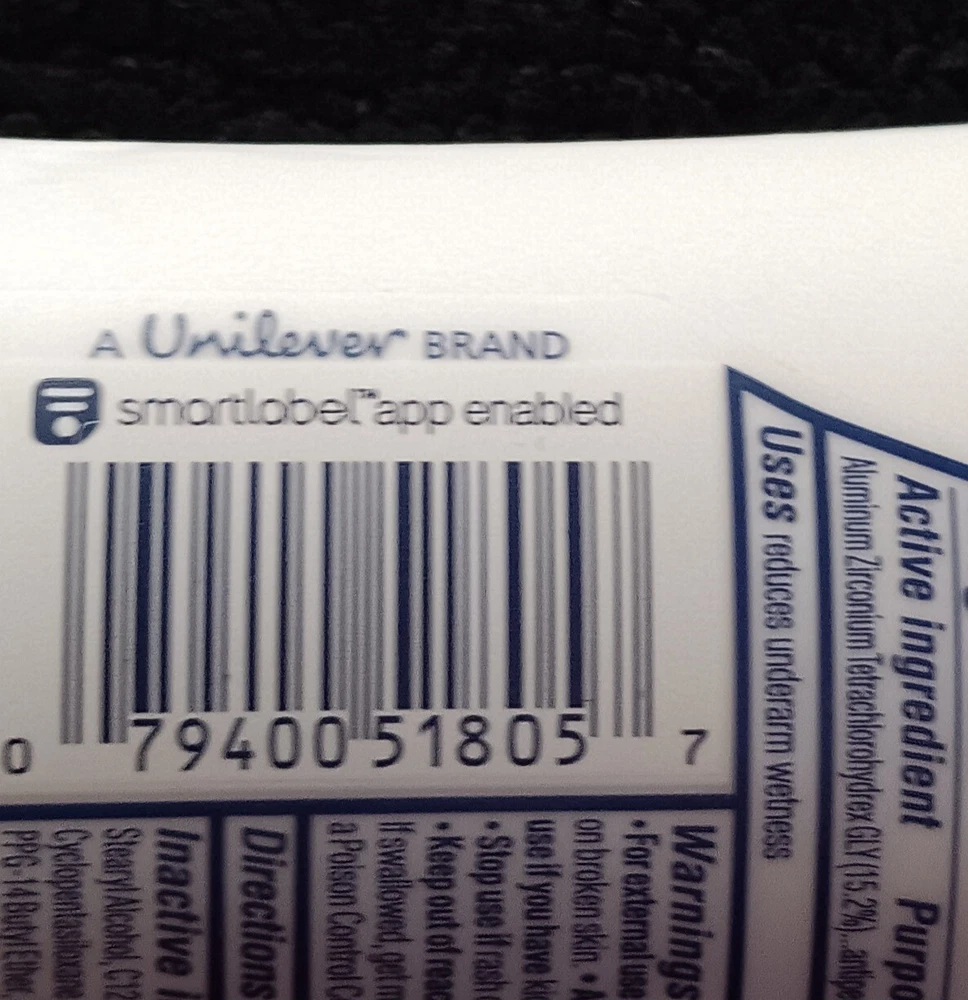 A Unilever BRAND
smartlabel™app enabled
0 79400 51805 7
Uses reduces underarm wetness
Active ingredient
Aluminum Zirconium Tetrachlorohydrex GLY (15.2%)
Warnings
• For external use
on broken skin •
use if you have
• Stop use if rash
• Keep out of
If swallowed, get
a Poison Control
Directions
Inactive
Stearyl Alcohol, C12
Cyclopentasiloxane
PPG-14 Butyl Ether